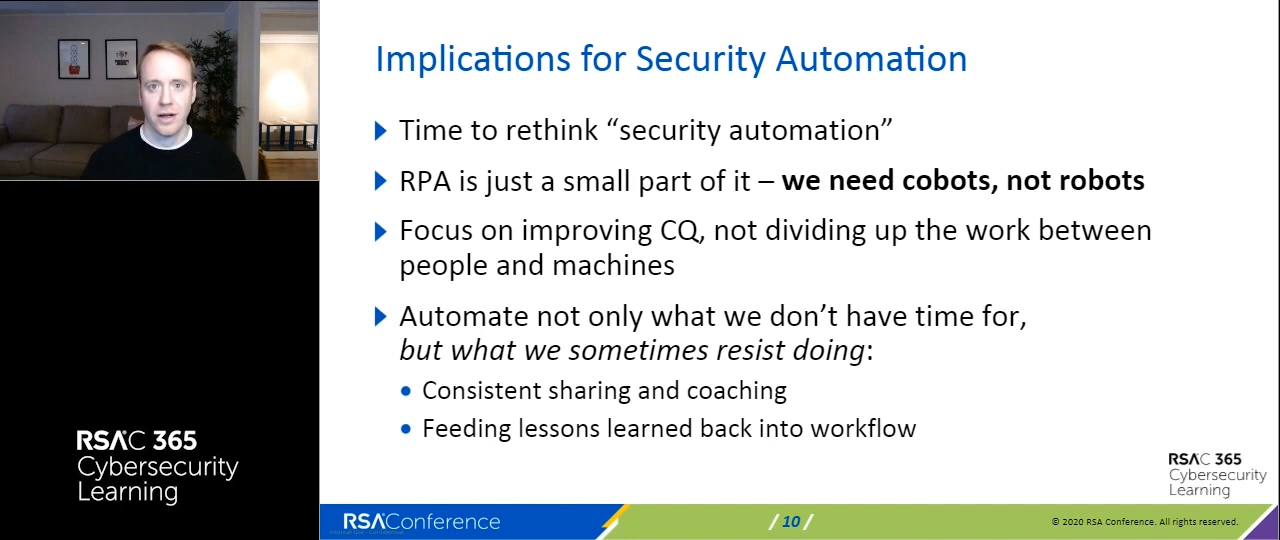 Implications for Security Automation
Time to rethink “security automation”
RPA is just a small part of it – we need cobots, not robots
Focus on improving CQ, not dividing up the work between
people and machines
Automate not only what we don’t have time for,
but what we sometimes resist doing:
Consistent sharing and coaching
Feeding lessons learned back into workflow
RSAC 365
Cybersecurity
Learning
RSAC 365
Cybersecurity
Learning
RSAConference
/ 10 /
© 2020 RSA Conference. All rights reserved.